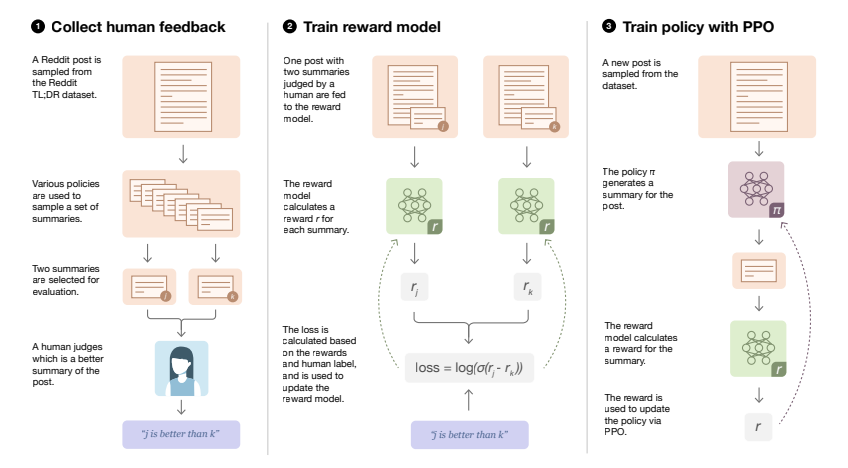 1 Collect human feedback
A Reddit post is
sampled from
the Reddit
TL;DR dataset.
Various policies
are used to
sample a set of
summaries.
Two summaries
are selected for
evaluation.
j
k
A human judges
which is a better
summary of the
post.
“j is better than k”
2 Train reward model
One post with
two summaries
judged by a
human are fed
to the reward
model.
j
k
The reward
model
calculates a
reward r for
each summary.
r
r
r_j
r_k
The loss is
calculated based
on the rewards
and human label,
and is used to
update the
reward model.
loss = log(σ(r_j - r_k))
“j is better than k”
3 Train policy with PPO
A new post is
sampled from the
dataset.
The policy π
generates a
summary for the
post.
π
The reward
model calculates
a reward for the
summary.
r
The reward is
used to update
the policy via
PPO.
r